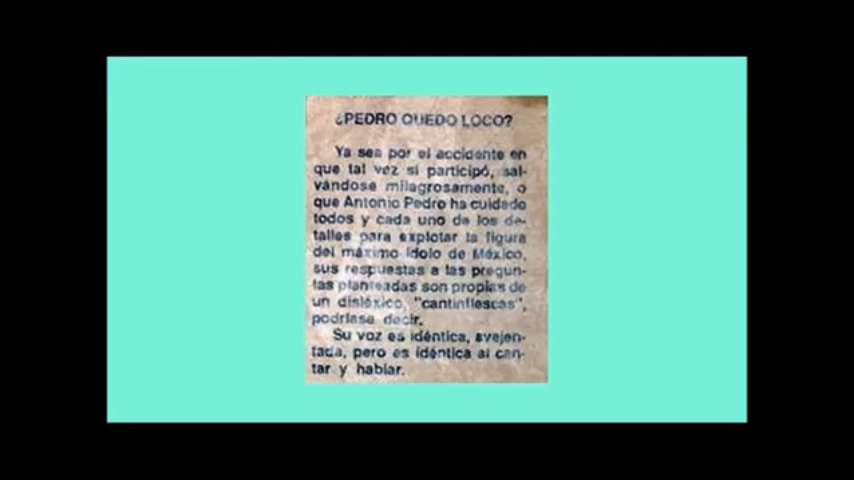 ¿PEDRO QUEDO LOCO?
Ya sea por el accidente en
que tal vez si participó, sal-
vándose milagrosamente, o
que Antonio Pedro ha cuidado
todos y cada uno de los de-
talles para explotar la figura
del máximo ídolo de México,
sus respuestas a las pregun-
tas planteadas son propias de
un disléxico, "cantinflescas",
podríase decir.
Su voz es idéntica, avejen-
tada, pero es idéntica al can-
tar y hablar.